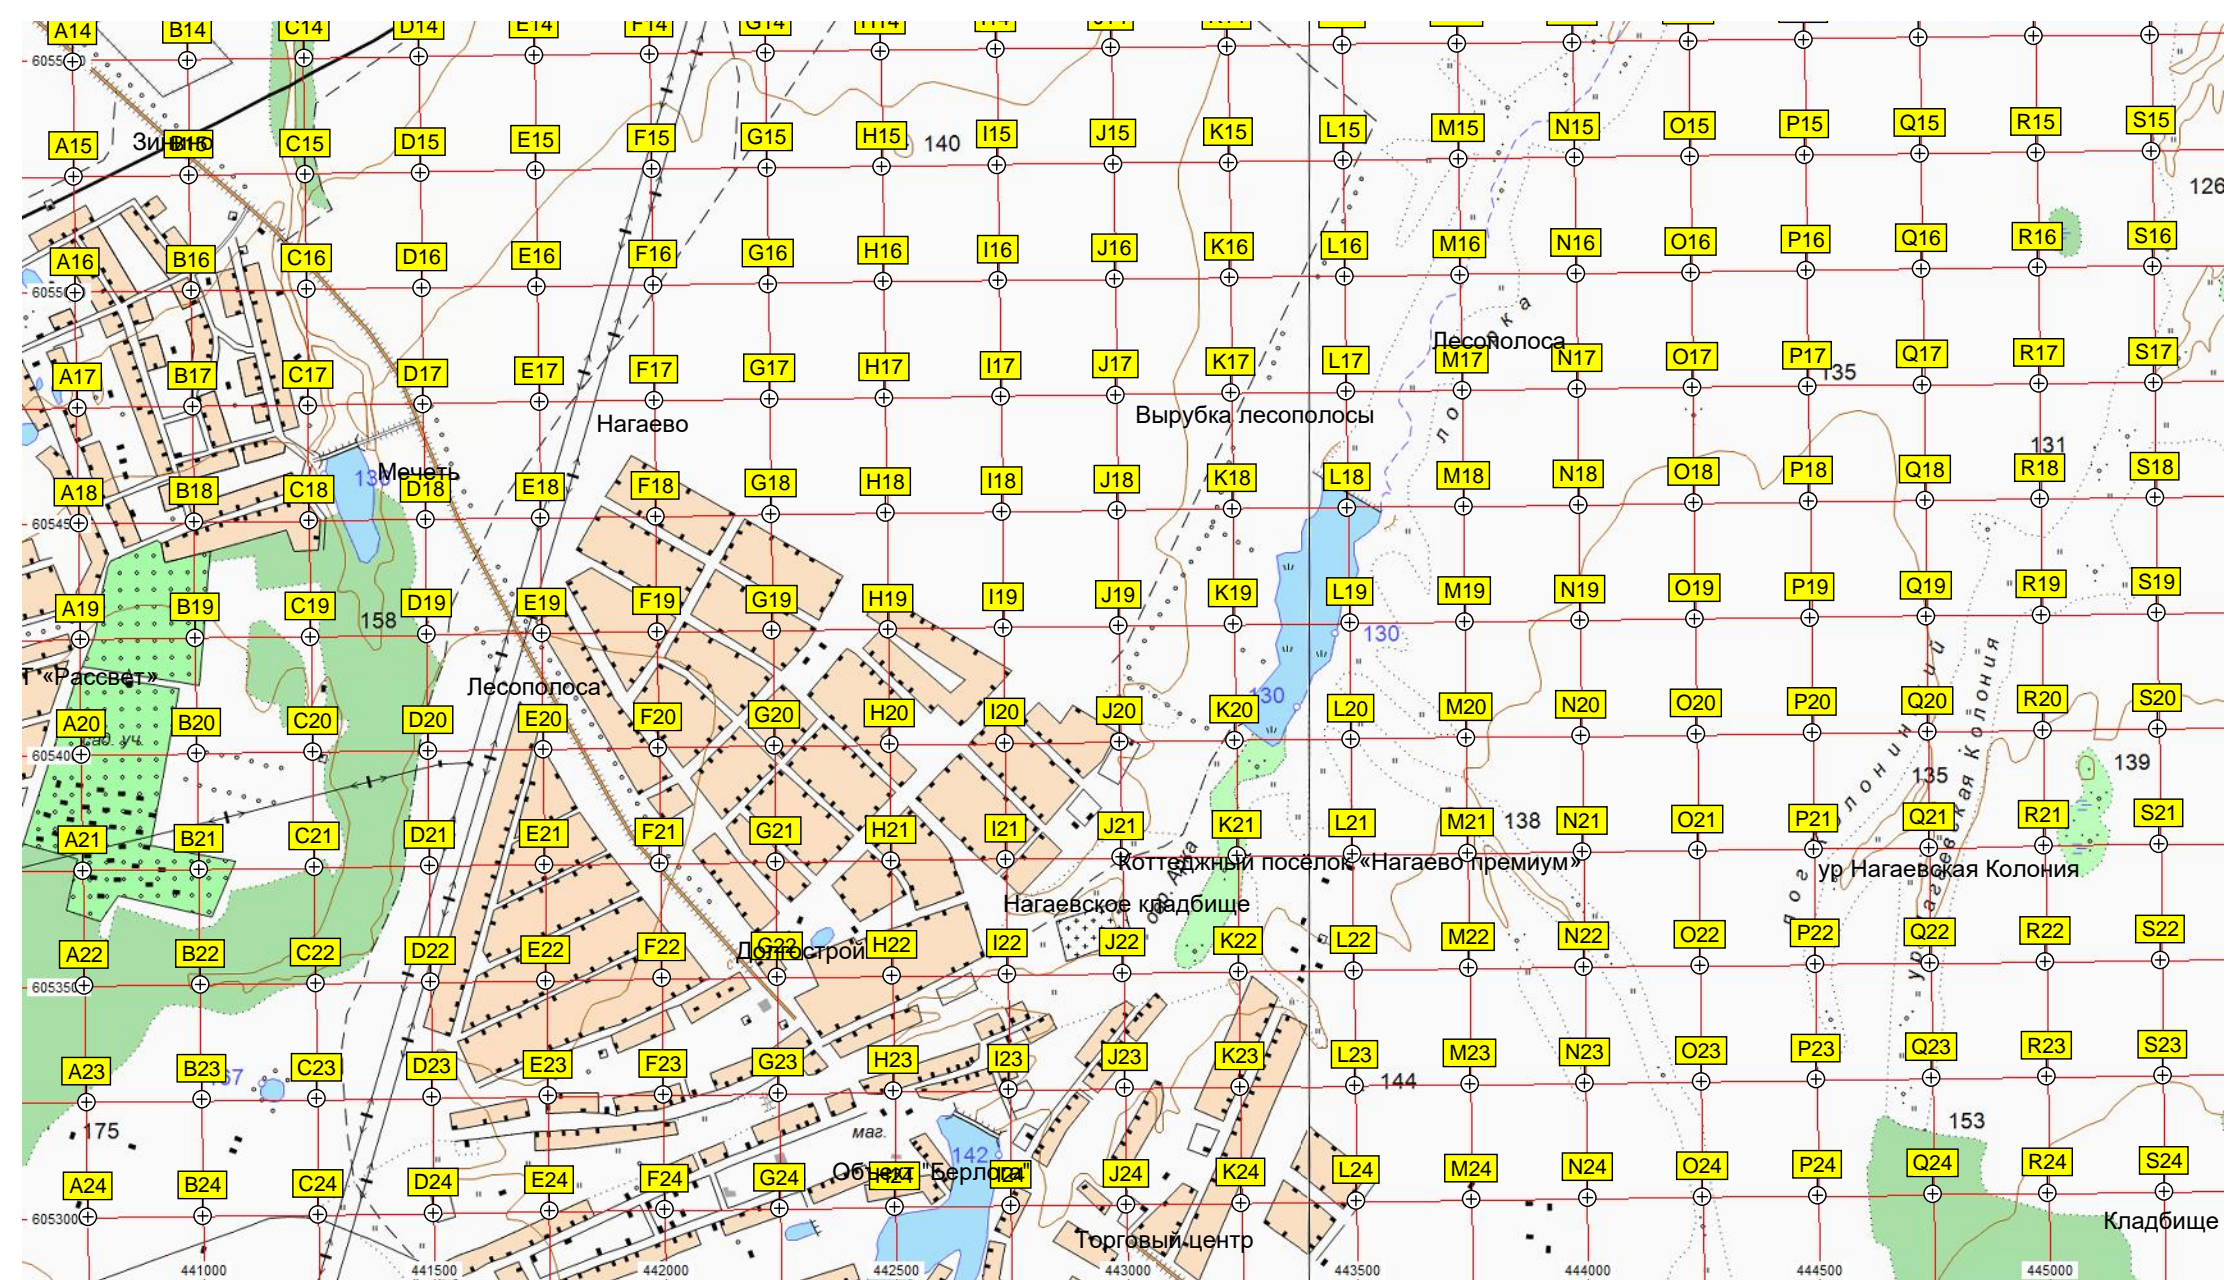 A14 B14 C14 D14 E14 F14 G14 H14
A15 B15 C15 D15 E15 F15 G15 H15 I15 J15 K15 L15 M15 N15 O15 P15 Q15 R15 S15
Зинино
140
126
A16 B16 C16 D16 E16 F16 G16 H16 I16 J16 K16 L16 M16 N16 O16 P16 Q16 R16 S16
Лесополоса
A17 B17 C17 D17 E17 F17 G17 H17 I17 J17 K17 L17 M17 N17 O17 P17 Q17 R17 S17
135
Нагаево
Вырубка лесополосы
131
Мечеть
130
A18 B18 C18 D18 E18 F18 G18 H18 I18 J18 K18 L18 M18 N18 O18 P18 Q18 R18 S18
A19 B19 C19 D19 E19 F19 G19 H19 I19 J19 K19 L19 M19 N19 O19 P19 Q19 R19 S19
158
130
«Рассвет»
Лесополоса
130
A20 B20 C20 D20 E20 F20 G20 H20 I20 J20 K20 L20 M20 N20 O20 P20 Q20 R20 S20
сад. уч.
135
139
A21 B21 C21 D21 E21 F21 G21 H21 I21 J21 K21 L21 M21 N21 O21 P21 Q21 R21 S21
138
Коттеджный посёлок «Нагаево премиум»
ур Нагаевская Колония
ур. Нагаевская Колония
Нагаевское кладбище
A22 B22 C22 D22 E22 F22 G22 H22 I22 J22 K22 L22 M22 N22 O22 P22 Q22 R22 S22
Долгострой
A23 B23 C23 D23 E23 F23 G23 H23 I23 J23 K23 L23 M23 N23 O23 P23 Q23 R23 S23
144
175
маг.
153
142
Объект "Берлога"
A24 B24 C24 D24 E24 F24 G24 H24 I24 J24 K24 L24 M24 N24 O24 P24 Q24 R24 S24
Кладбище
Торговый центр
441000 441500 442000 442500 443000 443500 444000 444500 445000